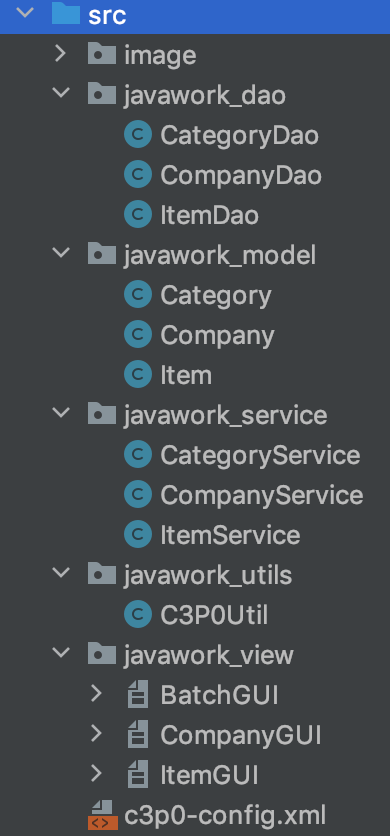 src
image
javawork_dao
CategoryDao
CompanyDao
ItemDao
javawork_model
Category
Company
Item
javawork_service
CategoryService
CompanyService
ItemService
javawork_utils
C3P0Util
javawork_view
BatchGUI
CompanyGUI
ItemGUI
c3p0-config.xml